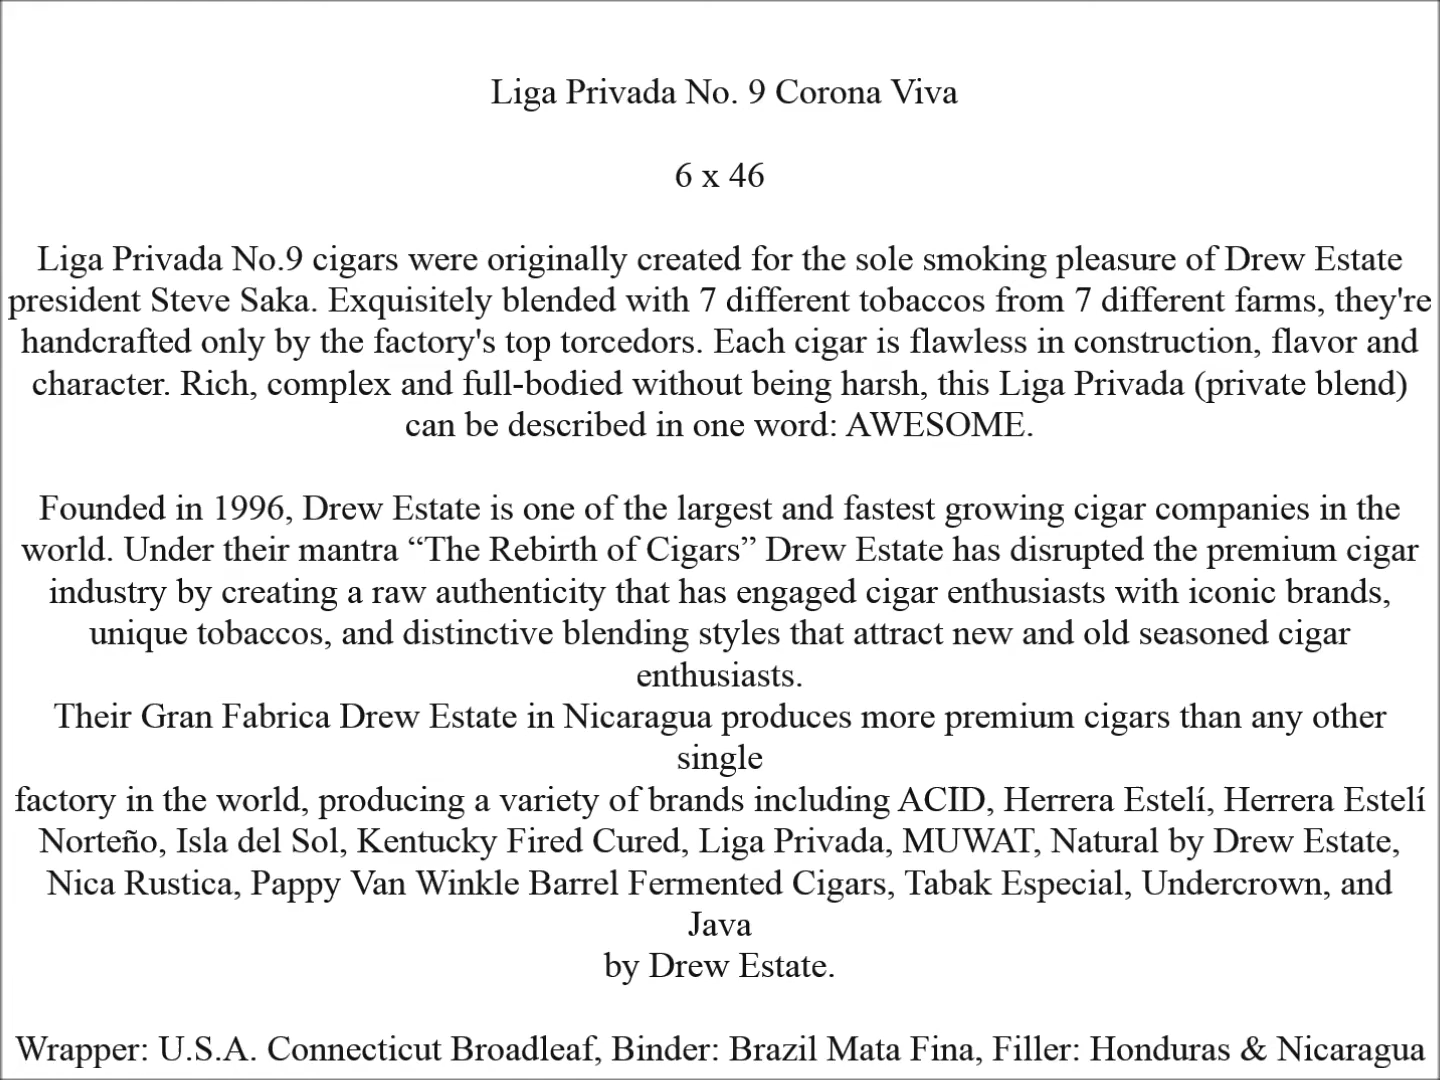 Liga Privada No. 9 Corona Viva
6 x 46
Liga Privada No.9 cigars were originally created for the sole smoking pleasure of Drew Estate
president Steve Saka. Exquisitely blended with 7 different tobaccos from 7 different farms, they're
handcrafted only by the factory's top torcedors. Each cigar is flawless in construction, flavor and
character. Rich, complex and full-bodied without being harsh, this Liga Privada (private blend)
can be described in one word: AWESOME.
Founded in 1996, Drew Estate is one of the largest and fastest growing cigar companies in the
world. Under their mantra “The Rebirth of Cigars” Drew Estate has disrupted the premium cigar
industry by creating a raw authenticity that has engaged cigar enthusiasts with iconic brands,
unique tobaccos, and distinctive blending styles that attract new and old seasoned cigar
enthusiasts.
Their Gran Fabrica Drew Estate in Nicaragua produces more premium cigars than any other
single
factory in the world, producing a variety of brands including ACID, Herrera Estelí, Herrera Estelí
Norteño, Isla del Sol, Kentucky Fired Cured, Liga Privada, MUWAT, Natural by Drew Estate,
Nica Rustica, Pappy Van Winkle Barrel Fermented Cigars, Tabak Especial, Undercrown, and
Java
by Drew Estate.
Wrapper: U.S.A. Connecticut Broadleaf, Binder: Brazil Mata Fina, Filler: Honduras & Nicaragua